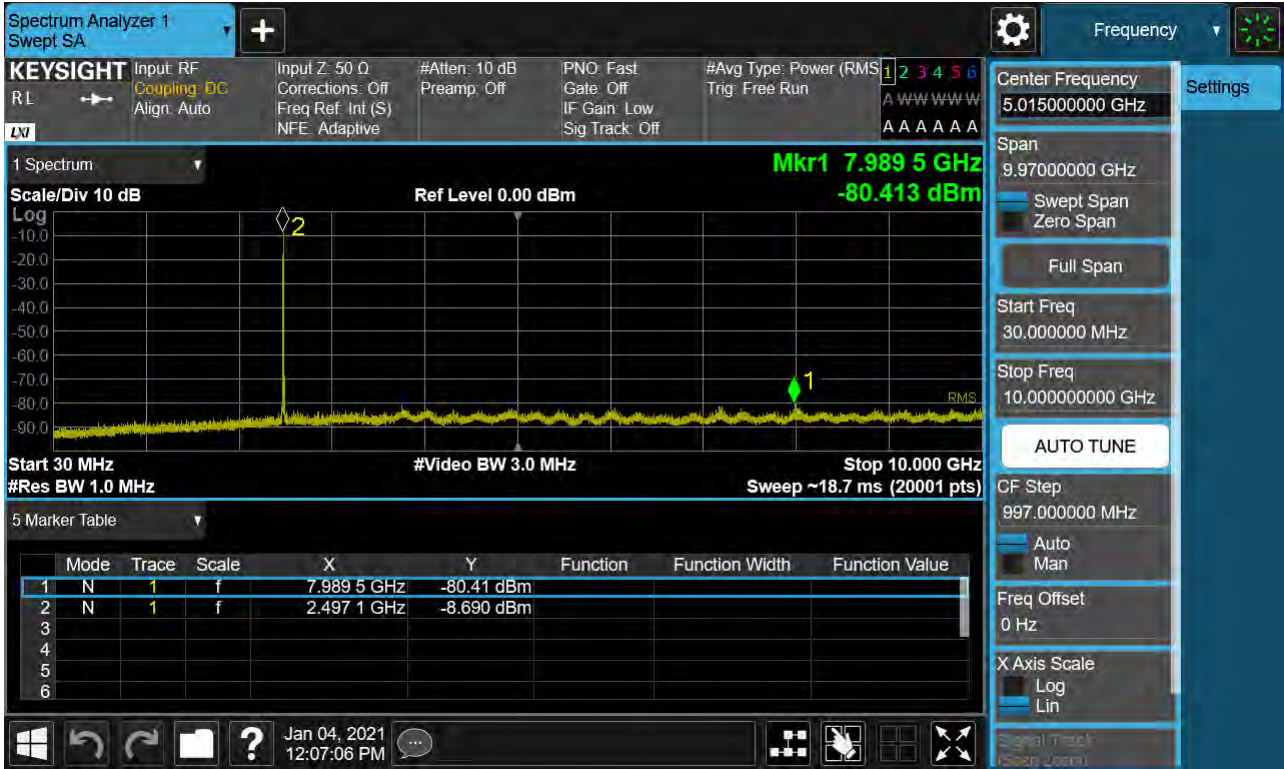 Spectrum Analyzer 1
Swept SA
+
Frequency
KEYSIGHT
R L
LXI
Input: RF
Coupling: DC
Align: Auto
Input Z: 50 Ω
Corrections: Off
Freq Ref: Int (S)
NFE: Adaptive
#Atten: 10 dB
Preamp: Off
PNO: Fast
Gate: Off
IF Gain: Low
Sig Track: Off
#Avg Type: Power (RMS
Trig: Free Run
1 2 3 4 5 6
A W W W W W
A A A A A A
1 Spectrum
Mkr1 7.989 5 GHz
Scale/Div 10 dB
Ref Level 0.00 dBm
-80.413 dBm
Log
-10.0
-20.0
-30.0
-40.0
-50.0
-60.0
-70.0
-80.0
-90.0
2
1
RMS
Start 30 MHz
#Video BW 3.0 MHz
Stop 10.000 GHz
#Res BW 1.0 MHz
Sweep ~18.7 ms (20001 pts)
5 Marker Table
Mode Trace Scale X Y Function Function Width Function Value
1 N 1 f 7.989 5 GHz -80.41 dBm
2 N 1 f 2.497 1 GHz -8.690 dBm
3
4
5
6
?
Jan 04, 2021
12:07:06 PM
Center Frequency
5.015000000 GHz
Settings
Span
9.97000000 GHz
Swept Span
Zero Span
Full Span
Start Freq
30.000000 MHz
Stop Freq
10.000000000 GHz
AUTO TUNE
CF Step
997.000000 MHz
Auto
Man
Freq Offset
0 Hz
X Axis Scale
Log
Lin
Signal Track
(Span Zoom)